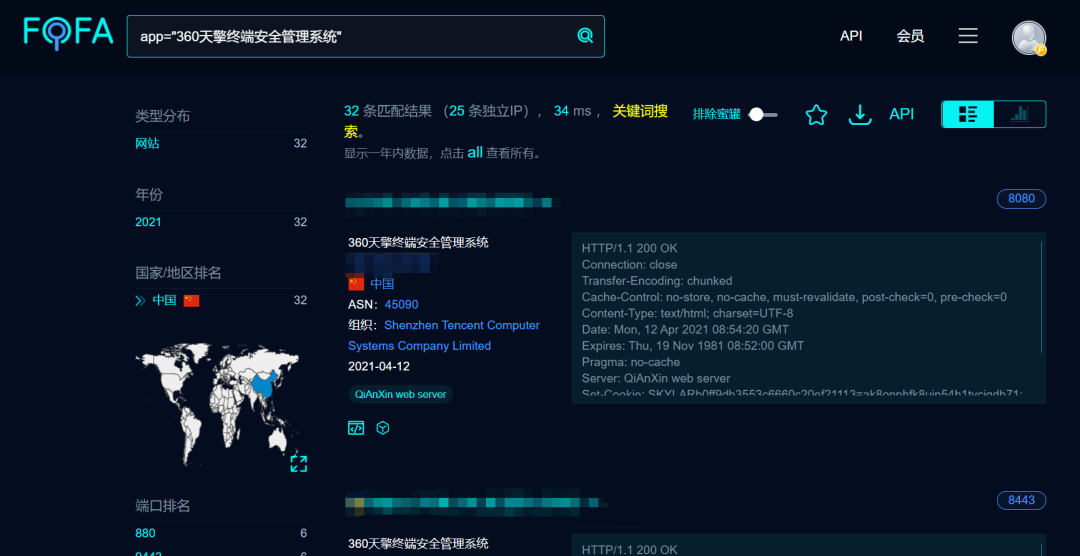 FOFA
app="360天擎终端安全管理系统"
API
会员
类型分布
网站 32
年份
2021 32
国家/地区排名
中国 32
端口排名
880 6
9443 6
32 条匹配结果 （25 条独立IP）， 34 ms ， 关键词搜
索。
显示一年内数据，点击 all 查看所有。
排除蜜罐
API
8080
360天擎终端安全管理系统
中国
ASN： 45090
组织： Shenzhen Tencent Computer
Systems Company Limited
2021-04-12
QiAnXin web server
HTTP/1.1 200 OK
Connection: close
Transfer-Encoding: chunked
Cache-Control: no-store, no-cache, must-revalidate, post-check=0, pre-check=0
Content-Type: text/html; charset=UTF-8
Date: Mon, 12 Apr 2021 08:54:20 GMT
Expires: Thu, 19 Nov 1981 08:52:00 GMT
Pragma: no-cache
Server: QiAnXin web server
Set-Cookie:
8443
360天擎终端安全管理系统
HTTP/1.1 200 OK